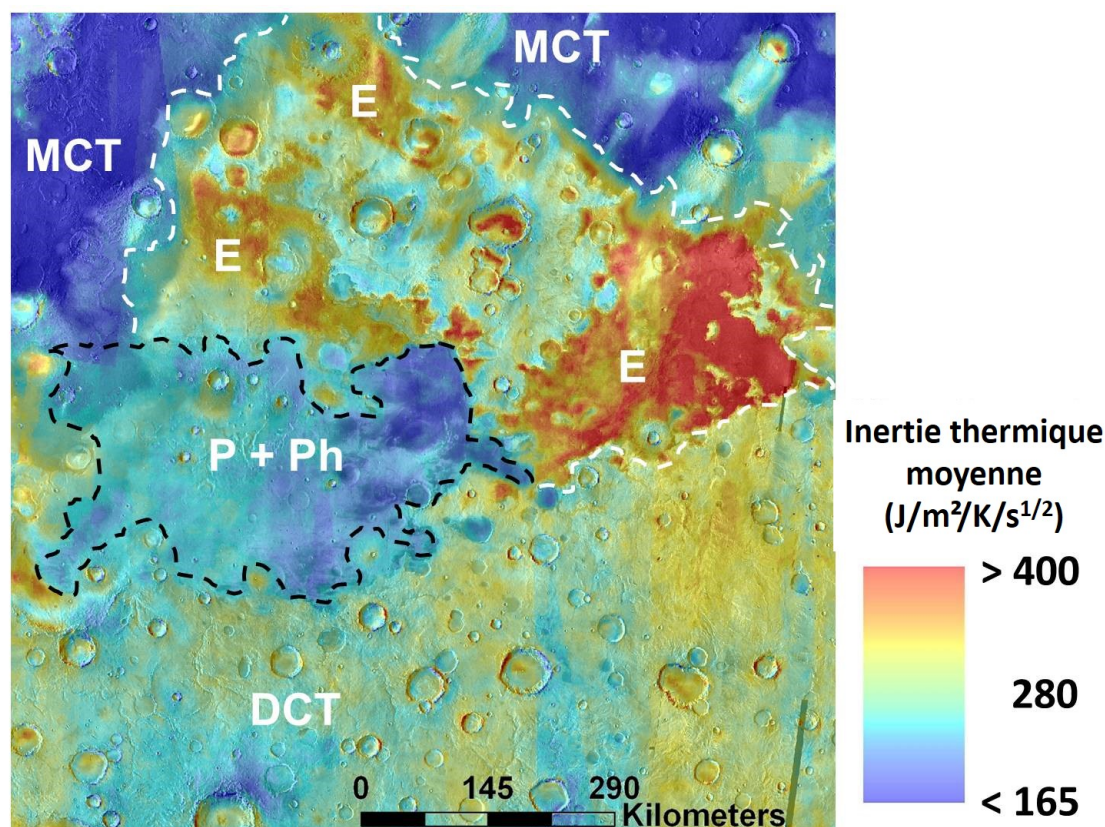 MCT
E
MCT
E
E
P + Ph
DCT
0 145 290
Kilometers
Inertie thermique
moyenne
(J/m²/K/s^{1/2})
> 400
280
< 165